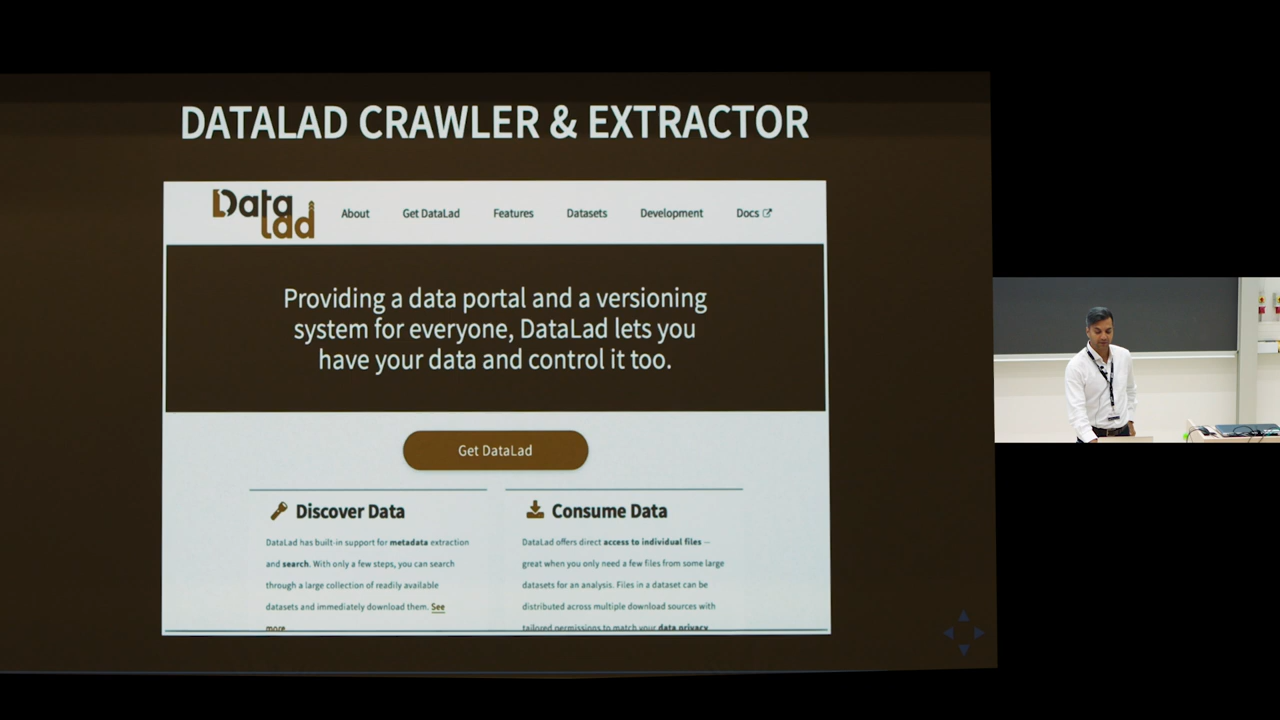 DATALAD CRAWLER & EXTRACTOR
Data
lad
About Get DataLad Features Datasets Development Docs
Providing a data portal and a versioning
system for everyone, DataLad lets you
have your data and control it too.
Get DataLad
Discover Data
DataLad has built-in support for metadata extraction
and search. With only a few steps, you can search
through a large collection of readily available
datasets and immediately download them. See
more
Consume Data
DataLad offers direct access to individual files —
great when you only need a few files from some large
datasets for an analysis. Files in a dataset can be
distributed across multiple download sources with
tailored permissions to match your data privacy